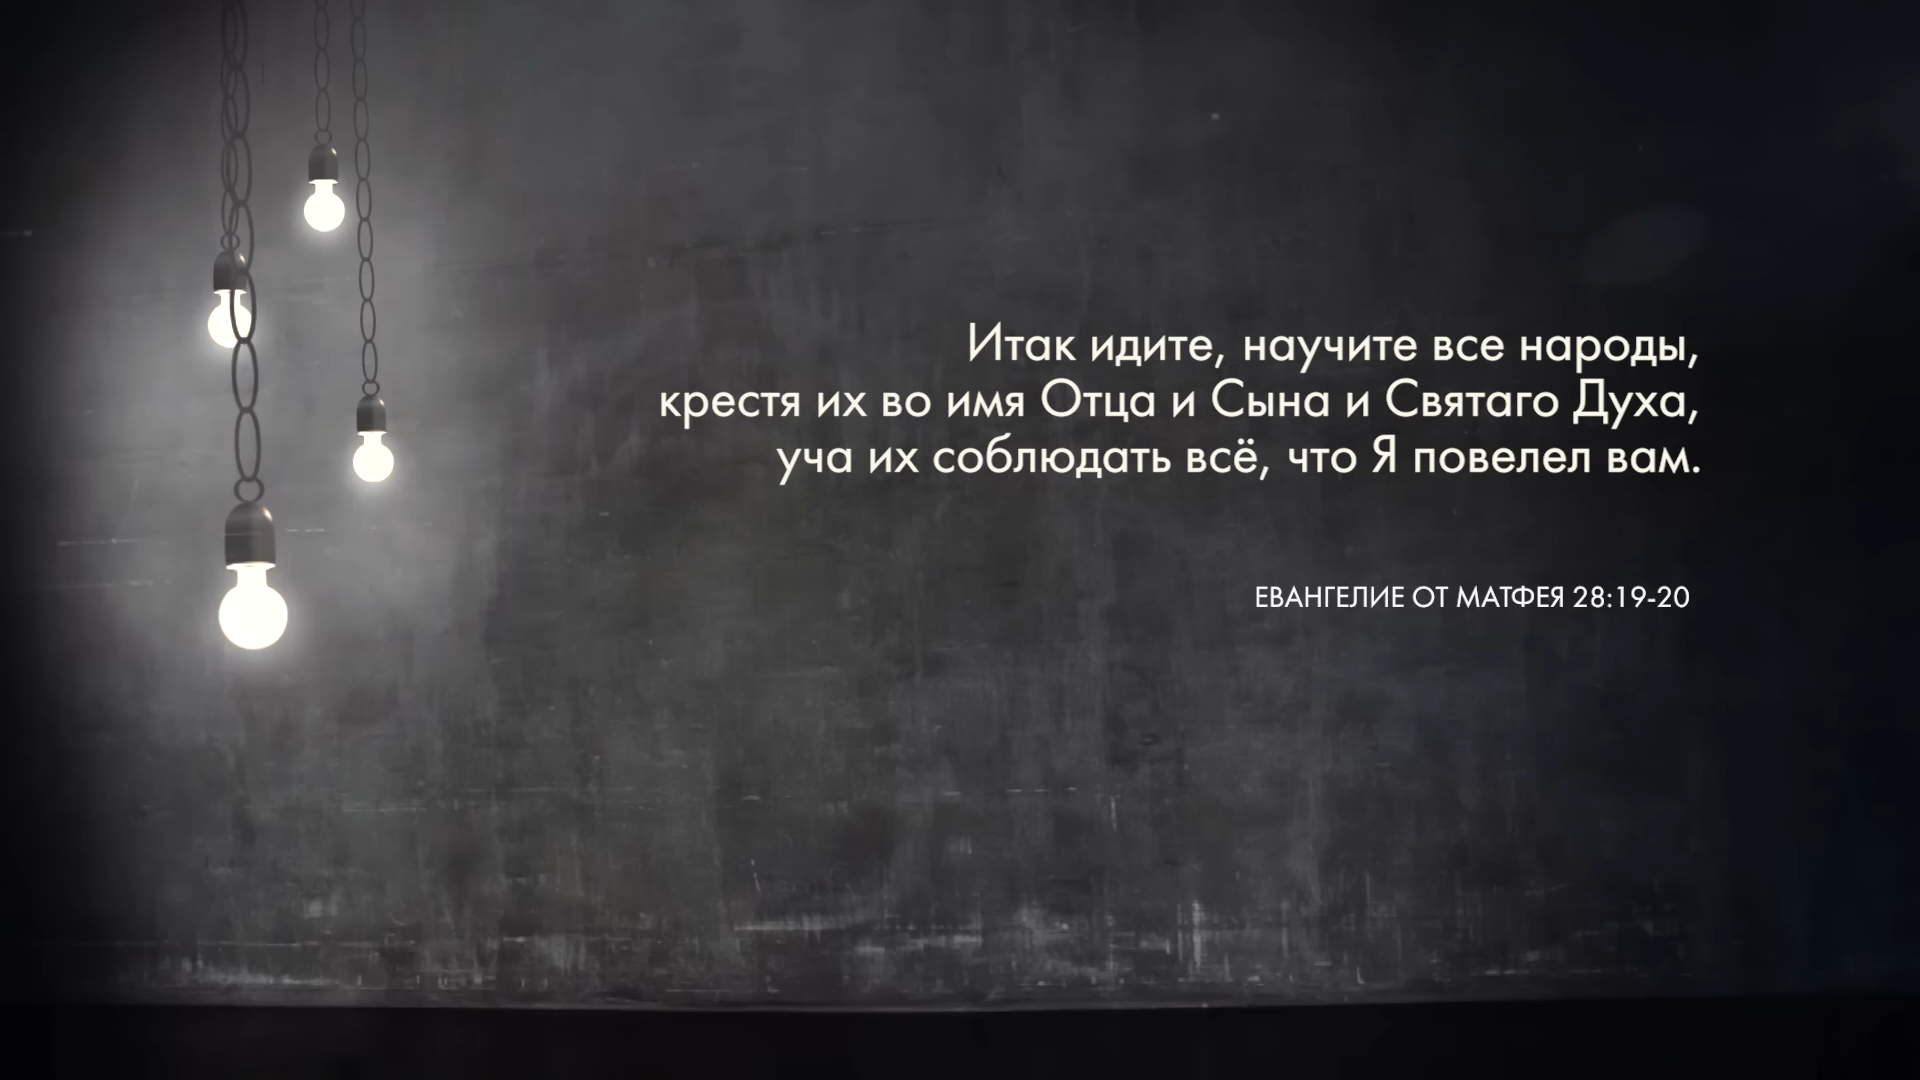 Итак идите, научите все народы,
крестя их во имя Отца и Сына и Святаго Духа,
уча их соблюдать всё, что Я повелел вам.
ЕВАНГЕЛИЕ ОТ МАТФЕЯ 28:19-20